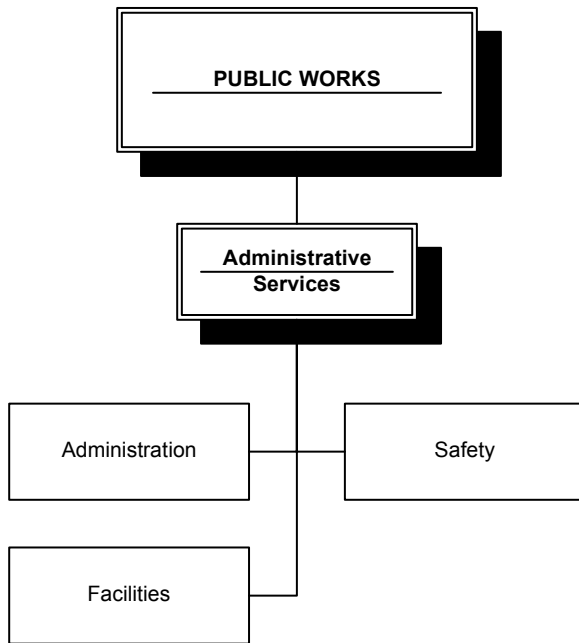 PUBLIC WORKS
Administrative
Services
Administration
Safety
Facilities